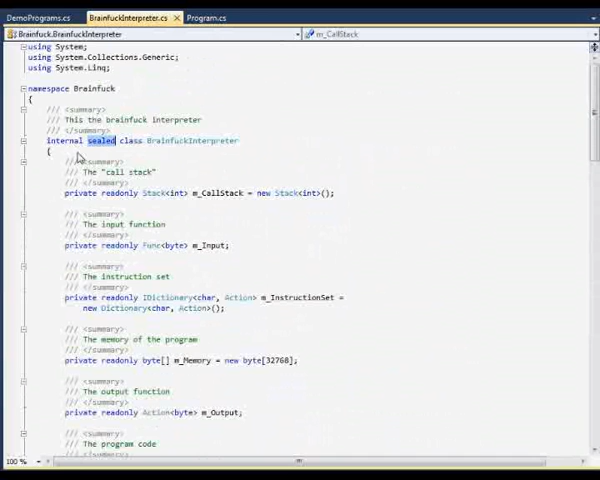 DemoPrograms.cs BrainfuckInterpreter.cs Program.cs
Brainfuck.BrainfuckInterpreter m_CallStack
using System;
using System.Collections.Generic;
using System.Linq;
namespace Brainfuck
{
/// <summary>
/// This the brainfuck interpreter
/// </summary>
internal sealed class BrainfuckInterpreter
{
/// <summary>
/// The "call stack"
/// </summary>
private readonly Stack<int> m_CallStack = new Stack<int>();
/// <summary>
/// The input function
/// </summary>
private readonly Func<byte> m_Input;
/// <summary>
/// The instruction set
/// </summary>
private readonly IDictionary<char, Action> m_InstructionSet =
new Dictionary<char, Action>();
/// <summary>
/// The memory of the program
/// </summary>
private readonly byte[] m_Memory = new byte[32768];
/// <summary>
/// The output function
/// </summary>
private readonly Action<byte> m_Output;
/// <summary>
/// The program code
100 %